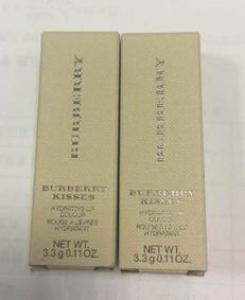 BURBERRY
BURBERRY
KISSES
HYDRATING LIP
COLOUR
ROUGE À LÈVRES
HYDRATANT
NET WT.
3.3 g 0.11 OZ.
BURBERRY
BURBERRY
KISSES
HYDRATING LIP
COLOUR
ROUGE À LÈVRES
HYDRATANT
NET WT.
3.3 g 0.11 OZ.